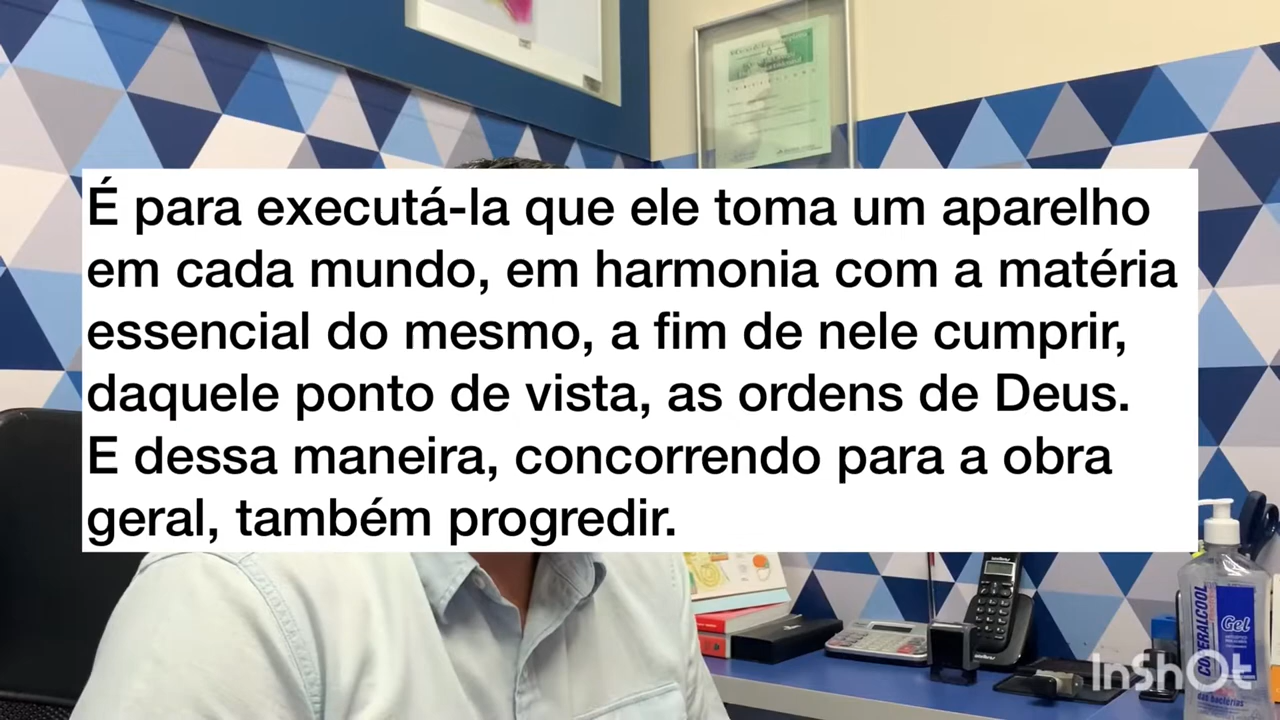 É para executá-la que ele toma um aparelho
em cada mundo, em harmonia com a matéria
essencial do mesmo, a fim de nele cumprir,
daquele ponto de vista, as ordens de Deus.
E dessa maneira, concorrendo para a obra
geral, também progredir.
COPERALCOOL
Gel
InShOt